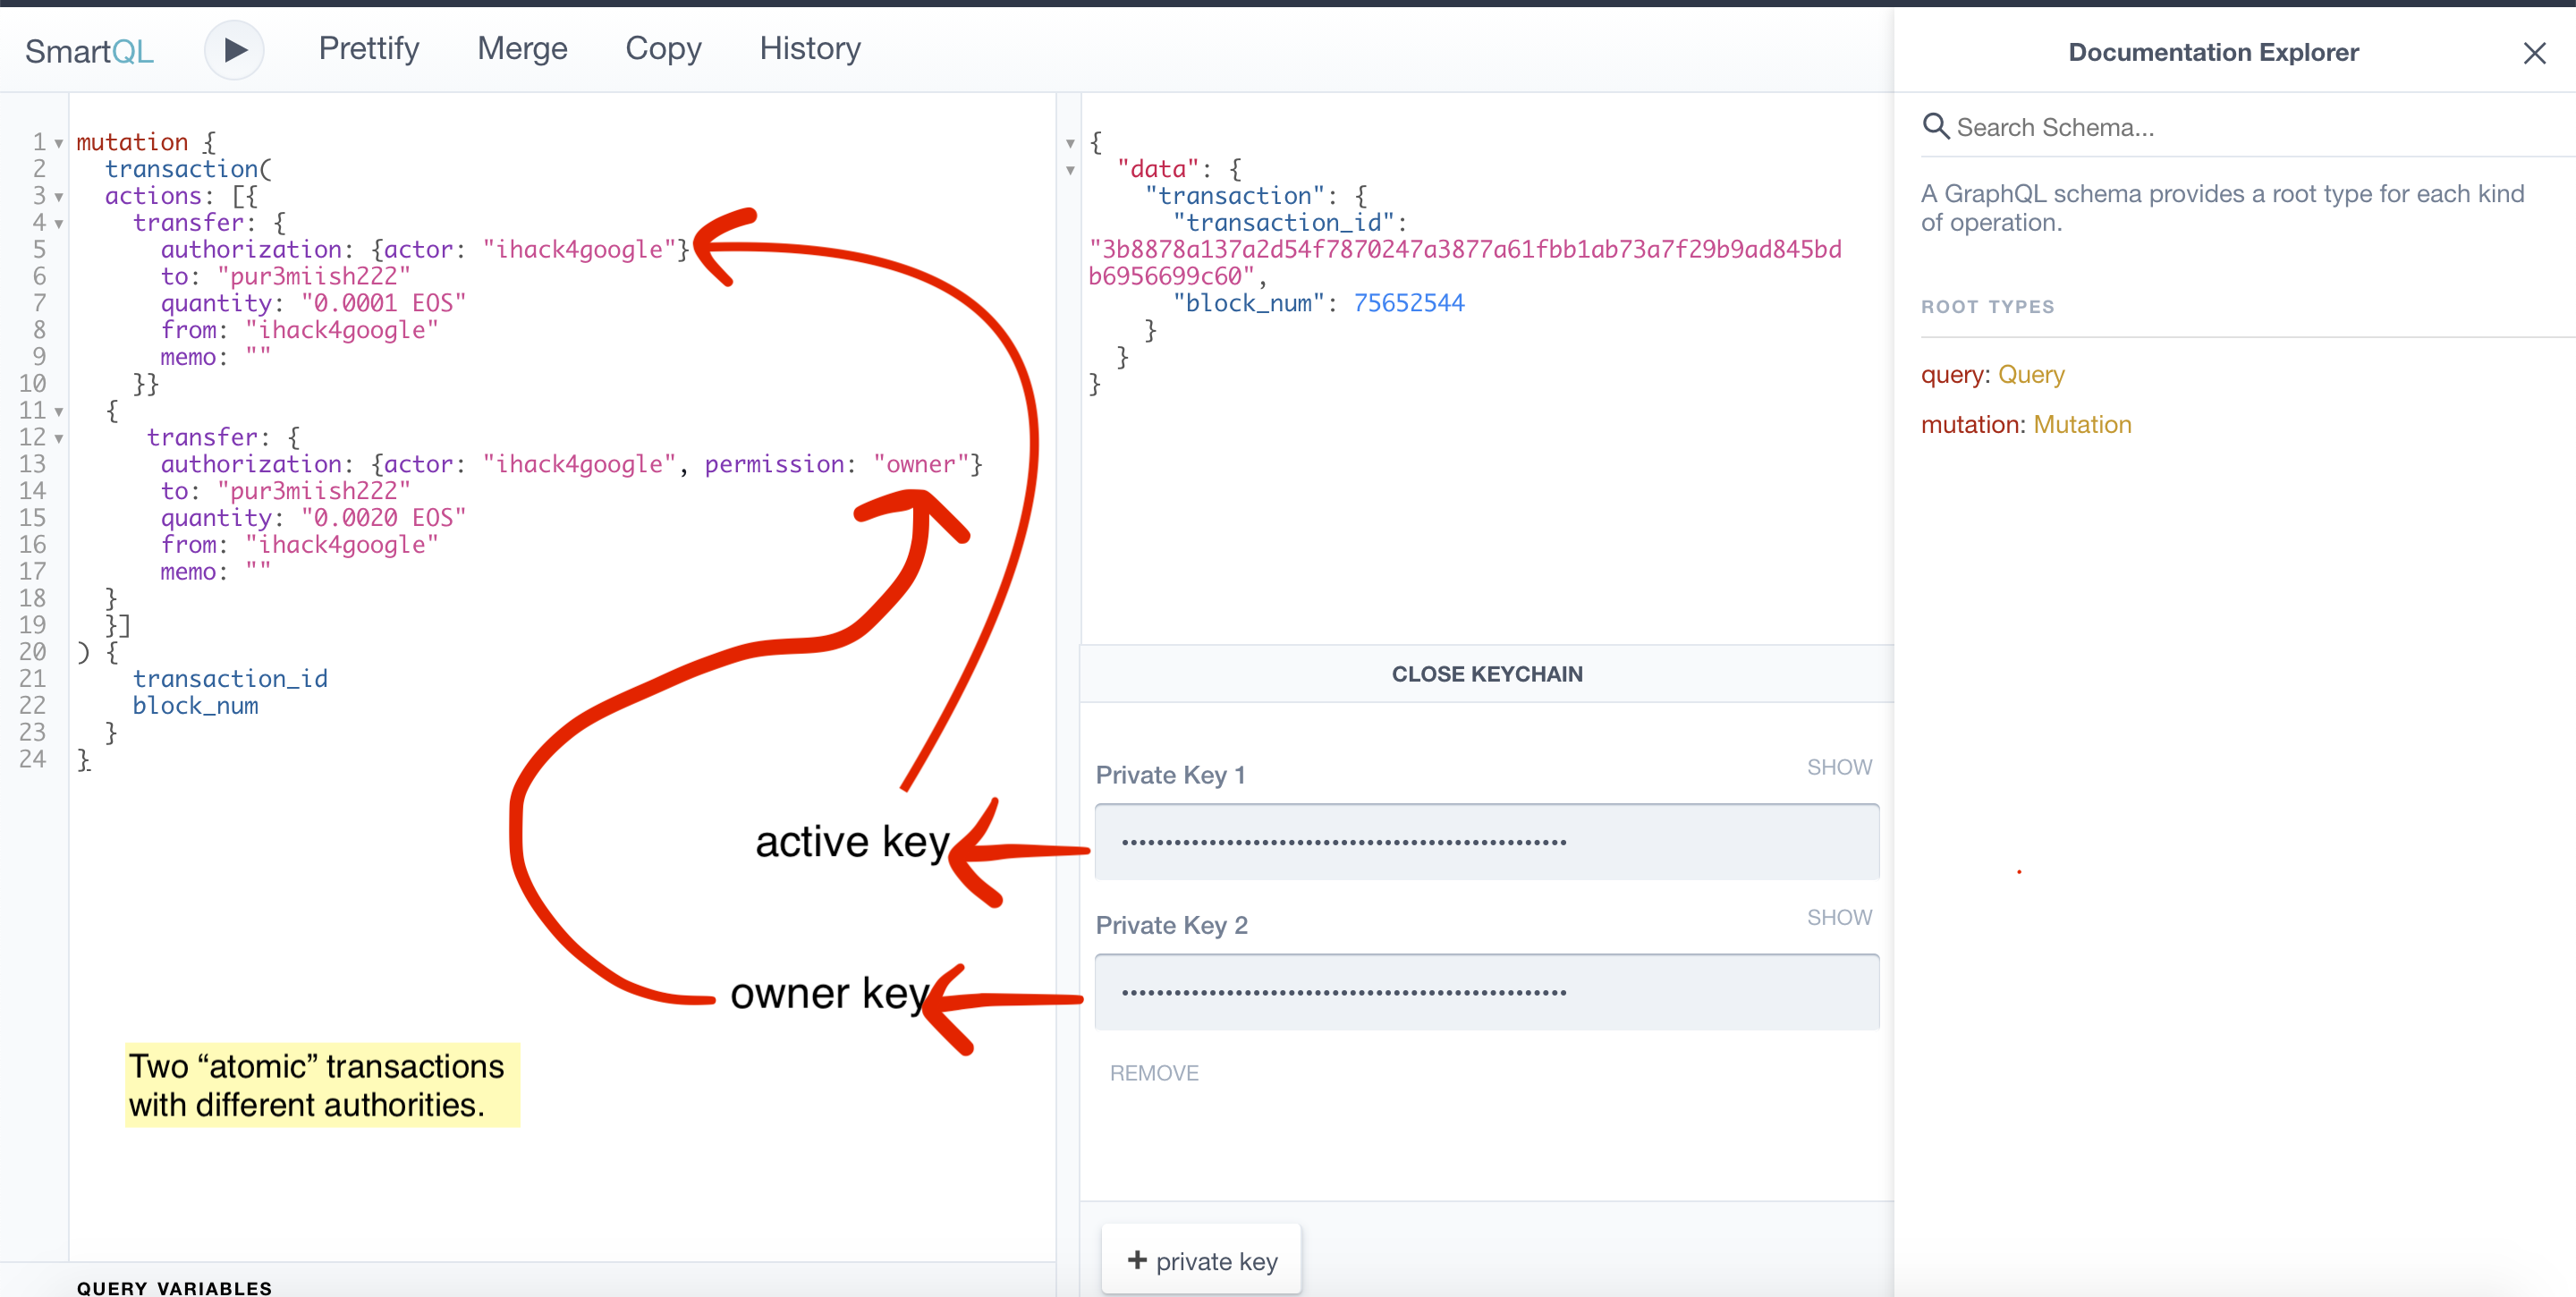 SmartQL
Prettify
Merge
Copy
History
1 mutation {
2 transaction(
3 actions: [{
4 transfer: {
5 authorization: {actor: "ihack4google"}
6 to: "pur3miish222"
7 quantity: "0.0001 EOS"
8 from: "ihack4google"
9 memo: ""
10 }}
11 {
12 transfer: {
13 authorization: {actor: "ihack4google", permission: "owner"}
14 to: "pur3miish222"
15 quantity: "0.0020 EOS"
16 from: "ihack4google"
17 memo: ""
18 }
19 }]
20 ) {
21 transaction_id
22 block_num
23 }
24 }
active key
owner key
Two “atomic” transactions
with different authorities.
QUERY VARIABLES
{
"data": {
"transaction": {
"transaction_id":
"3b8878a137a2d54f7870247a3877a61fbb1ab73a7f29b9ad845bd
b6956699c60",
"block_num": 75652544
}
}
}
CLOSE KEYCHAIN
Private Key 1
SHOW
Private Key 2
SHOW
REMOVE
+ private key
Documentation Explorer
Search Schema...
A GraphQL schema provides a root type for each kind
of operation.
ROOT TYPES
query: Query
mutation: Mutation